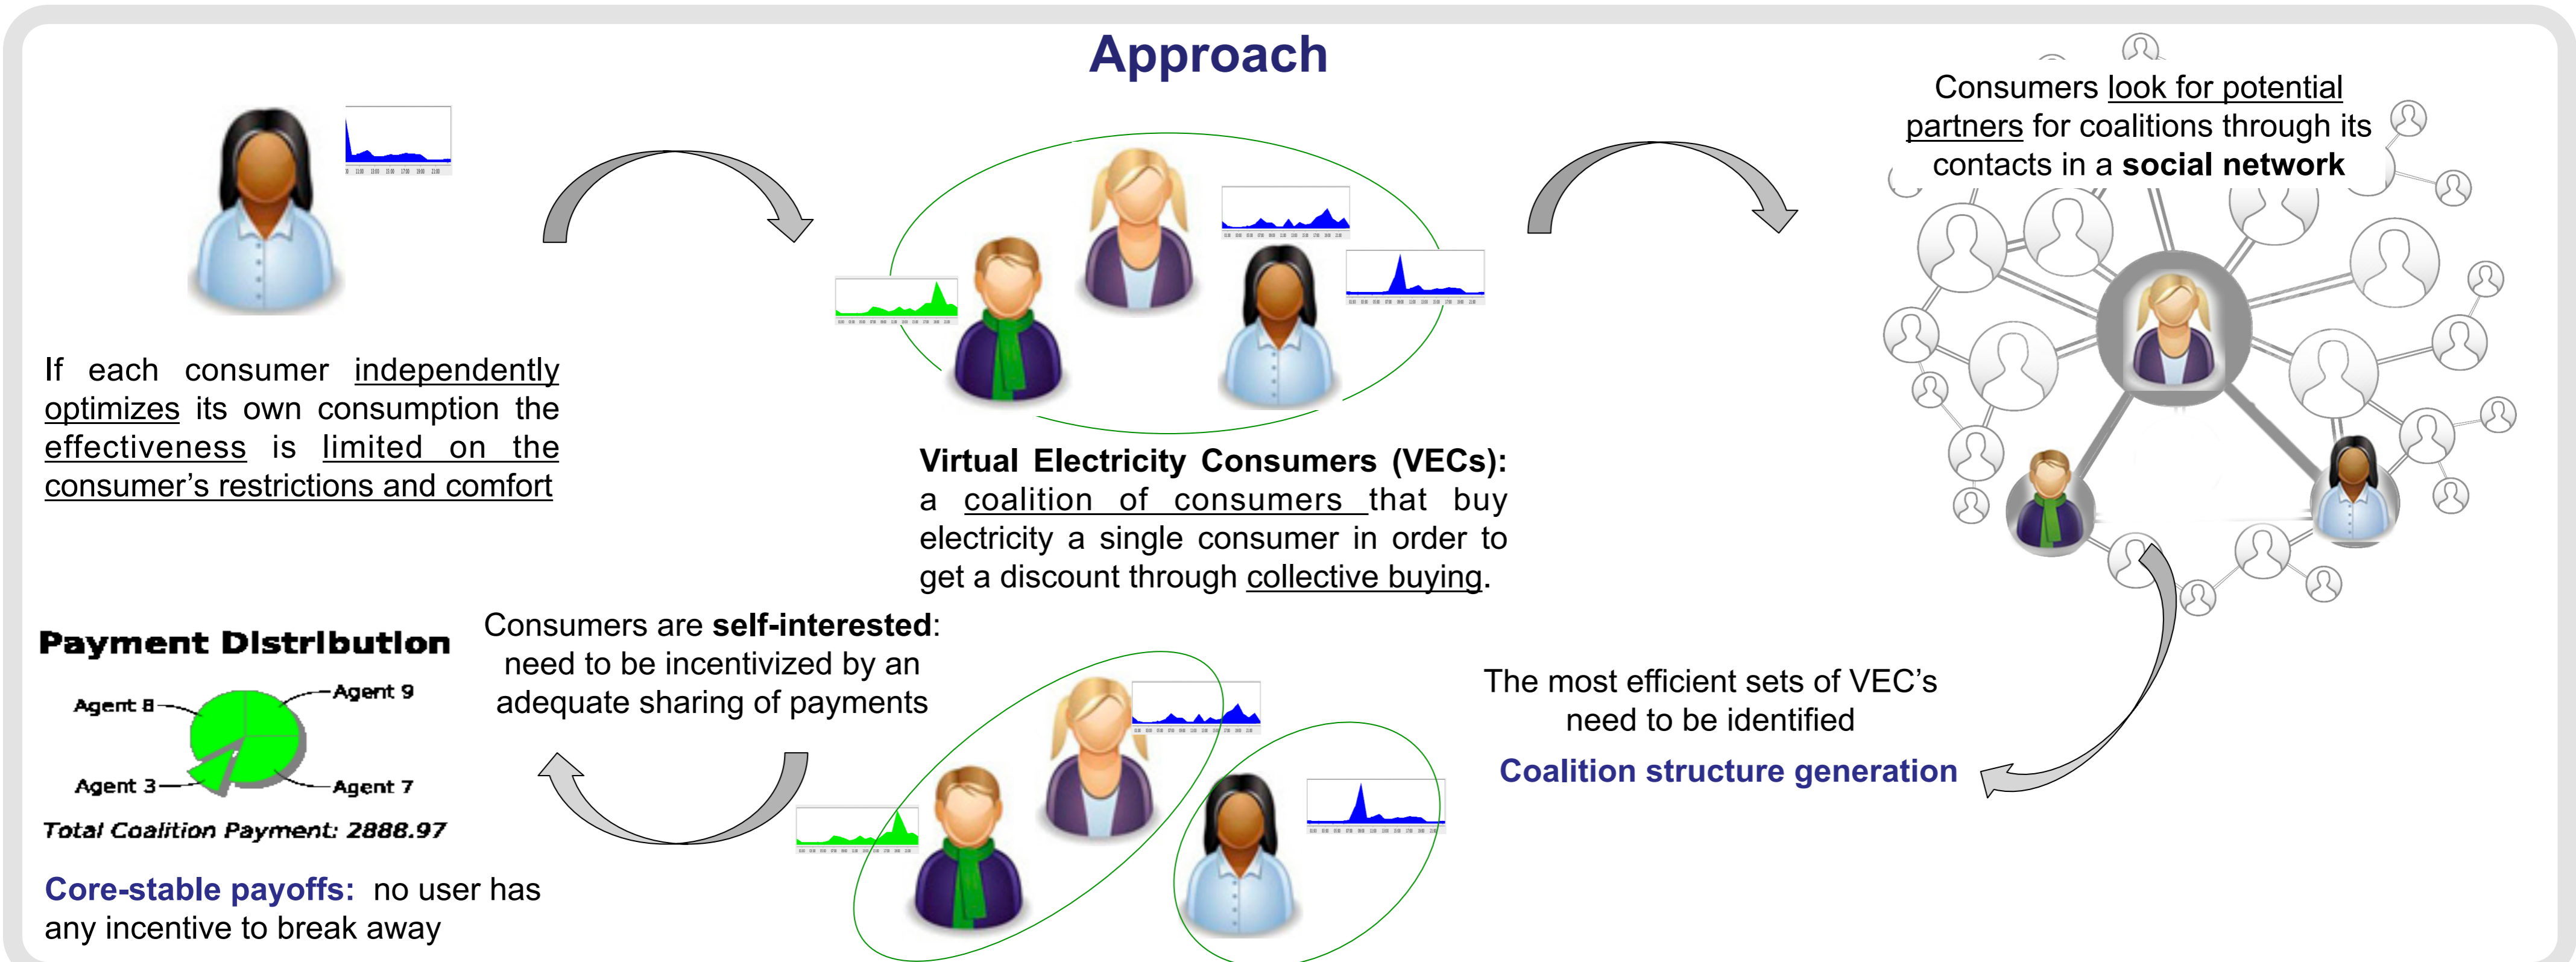 Approach
If each consumer independently
optimizes its own consumption the
effectiveness is limited on the
consumer’s restrictions and comfort
Virtual Electricity Consumers (VECs):
a coalition of consumers that buy
electricity a single consumer in order to
get a discount through collective buying.
Consumers look for potential
partners for coalitions through its
contacts in a social network
The most efficient sets of VEC’s
need to be identified
Coalition structure generation
Consumers are self-interested:
need to be incentivized by an
adequate sharing of payments
Payment Distribution
Agent 8
Agent 9
Agent 3
Agent 7
Total Coalition Payment: 2888.97
Core-stable payoffs: no user has
any incentive to break away